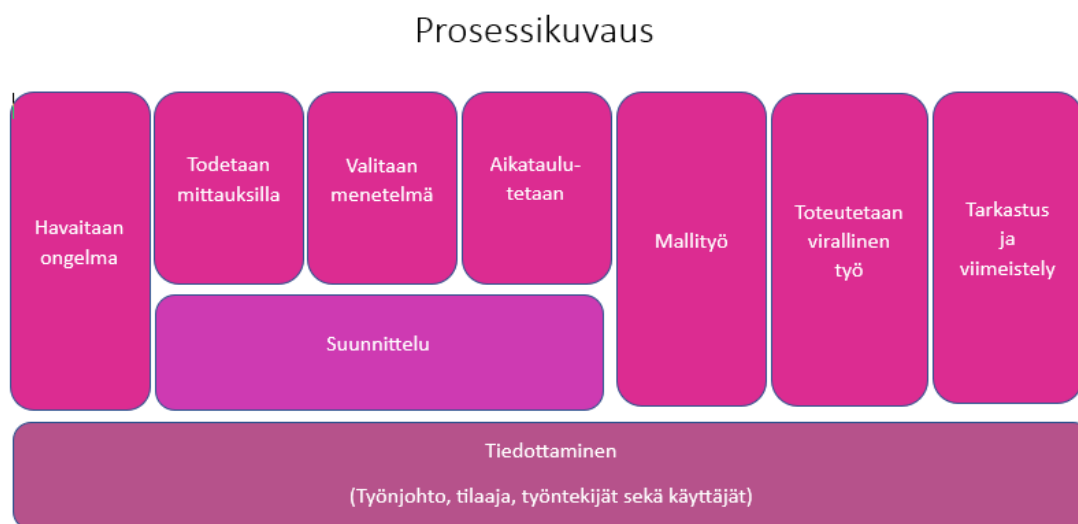 Prosessikuvaus
Havaitaan
ongelma
Todetaan
mittauksilla
Valitaan
menetelmä
Aikataulu-
tetaan
Suunnittelu
Mallityö
Toteutetaan
virallinen
työ
Tarkastus
ja
viimeistely
Tiedottaminen
(Työnjohto, tilaaja, työntekijät sekä käyttäjät)